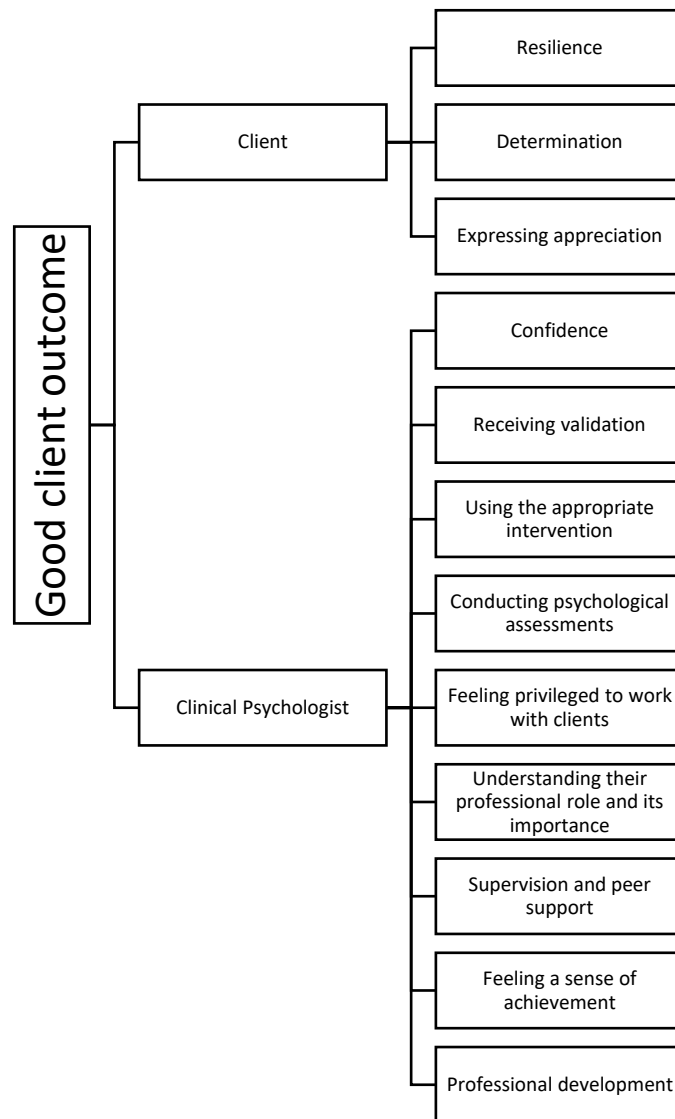 Good client outcome
Client
Resilience
Determination
Expressing appreciation
Clinical Psychologist
Confidence
Receiving validation
Using the appropriate
intervention
Conducting psychological
assessments
Feeling privileged to work
with clients
Understanding their
professional role and its
importance
Supervision and peer
support
Feeling a sense of
achievement
Professional development